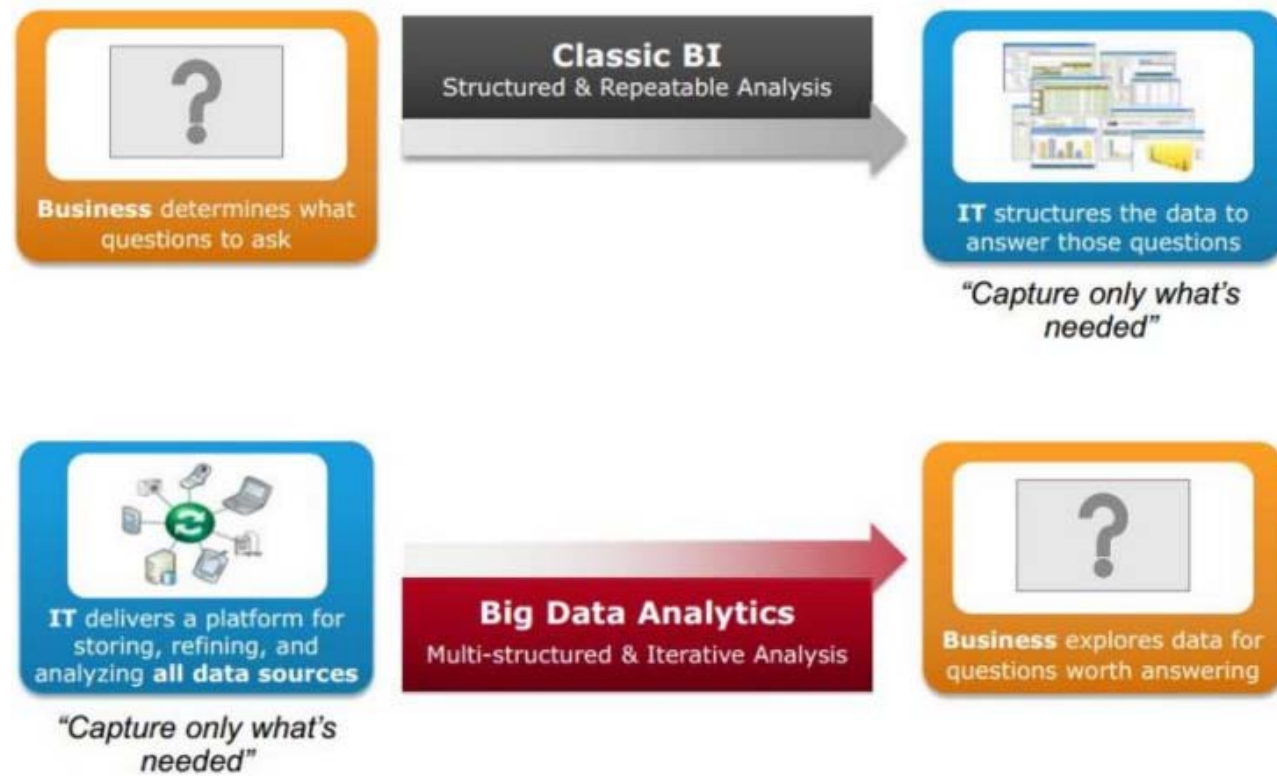 Classic BI
Structured & Repeatable Analysis
Business determines what
questions to ask
IT structures the data to
answer those questions
“Capture only what’s
needed”
IT delivers a platform for
storing, refining, and
analyzing all data sources
“Capture only what’s
needed”
Big Data Analytics
Multi-structured & Iterative Analysis
Business explores data for
questions worth answering